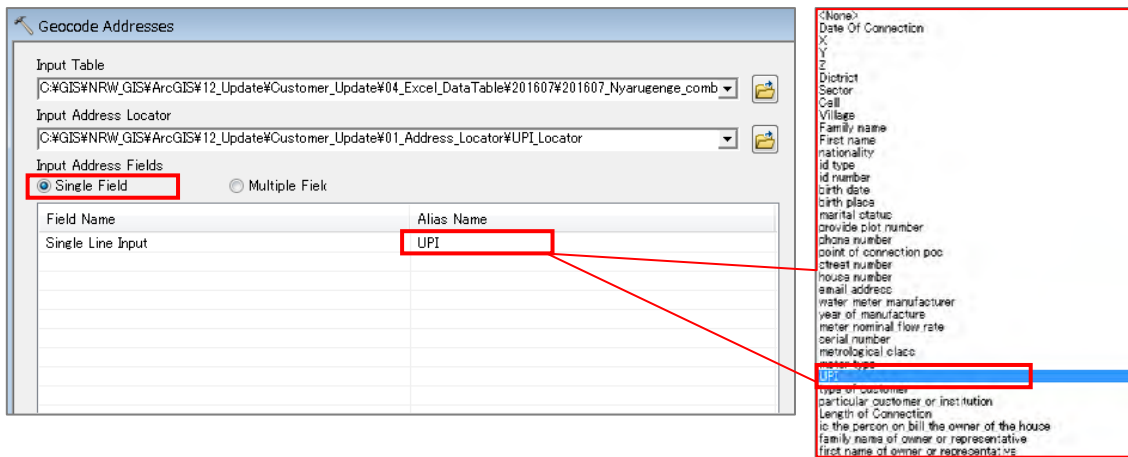 Geocode Addresses
Input Table
C:¥GIS¥NRW_GIS¥ArcGIS¥12_Update¥Customer_Update¥04_Excel_DataTable¥201607¥201607_Nyarugenge_comb
Input Address Locator
C:¥GIS¥NRW_GIS¥ArcGIS¥12_Update¥Customer_Update¥01_Address_Locator¥UPI_Locator
Input Address Fields
Single Field Multiple Fiel
Field Name Alias Name
Single Line Input UPI
<None>
Date Of Connection
X
Y
Z
District
Sector
Cell
Village
Family name
First name
nationality
id type
id number
birth date
birth place
marital status
provide plot number
phone number
point of connection poc
street number
house number
email address
water meter manufacturer
year of manufacture
meter nominal flow rate
serial number
metrological class
meter type
UPI
type of customer
particular customer or institution
Length of Connection
is the person on bill the owner of the house
family name of owner or representative
first name of owner or representative